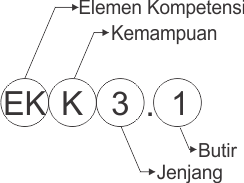 Elemen Kompetensi
Kemampuan
EK K 3 . 1
Butir
Jenjang